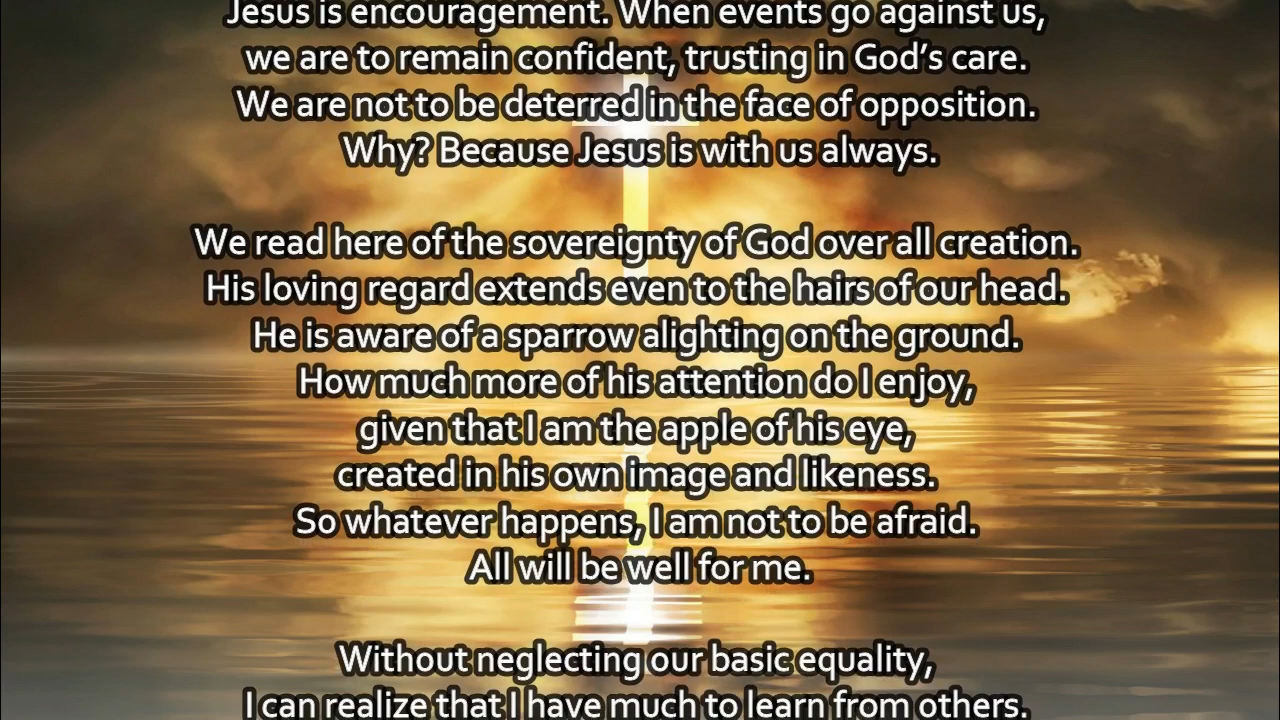 Jesus is encouragement. When events go against us,
we are to remain confident, trusting in God's care.
We are not to be deterred in the face of opposition.
Why? Because Jesus is with us always.
We read here of the sovereignty of God over all creation.
His loving regard extends even to the hairs of our head.
He is aware of a sparrow alighting on the ground.
How much more of his attention do I enjoy,
given that I am the apple of his eye,
created in his own image and likeness.
So whatever happens, I am not to be afraid.
All will be well for me.
Without neglecting our basic equality,
I can realize that I have much to learn from others.